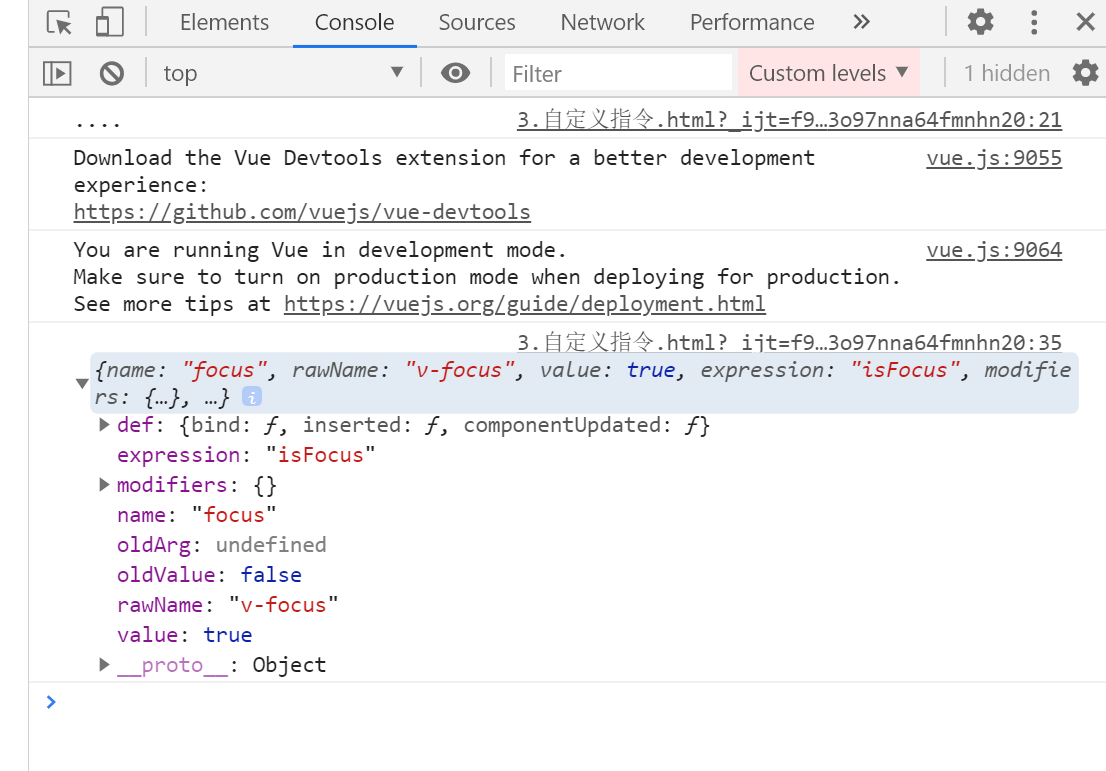 Elements Console Sources Network Performance »
top Filter Custom levels ▼ 1 hidden
.... 3.自定义指令.html?_ijt=f9…3o97nna64fmnhn20:21
Download the Vue Devtools extension for a better development vue.js:9055
experience:
https://github.com/vuejs/vue-devtools
You are running Vue in development mode. vue.js:9064
Make sure to turn on production mode when deploying for production.
See more tips at https://vuejs.org/guide/deployment.html
3.自定义指令.html?_ijt=f9…3o97nna64fmnhn20:35
{name: "focus", rawName: "v-focus", value: true, expression: "isFocus", modifie
rs: {…}, …} i
def: {bind: ƒ, inserted: ƒ, componentUpdated: ƒ}
expression: "isFocus"
modifiers: {}
name: "focus"
oldArg: undefined
oldValue: false
rawName: "v-focus"
value: true
__proto__: Object